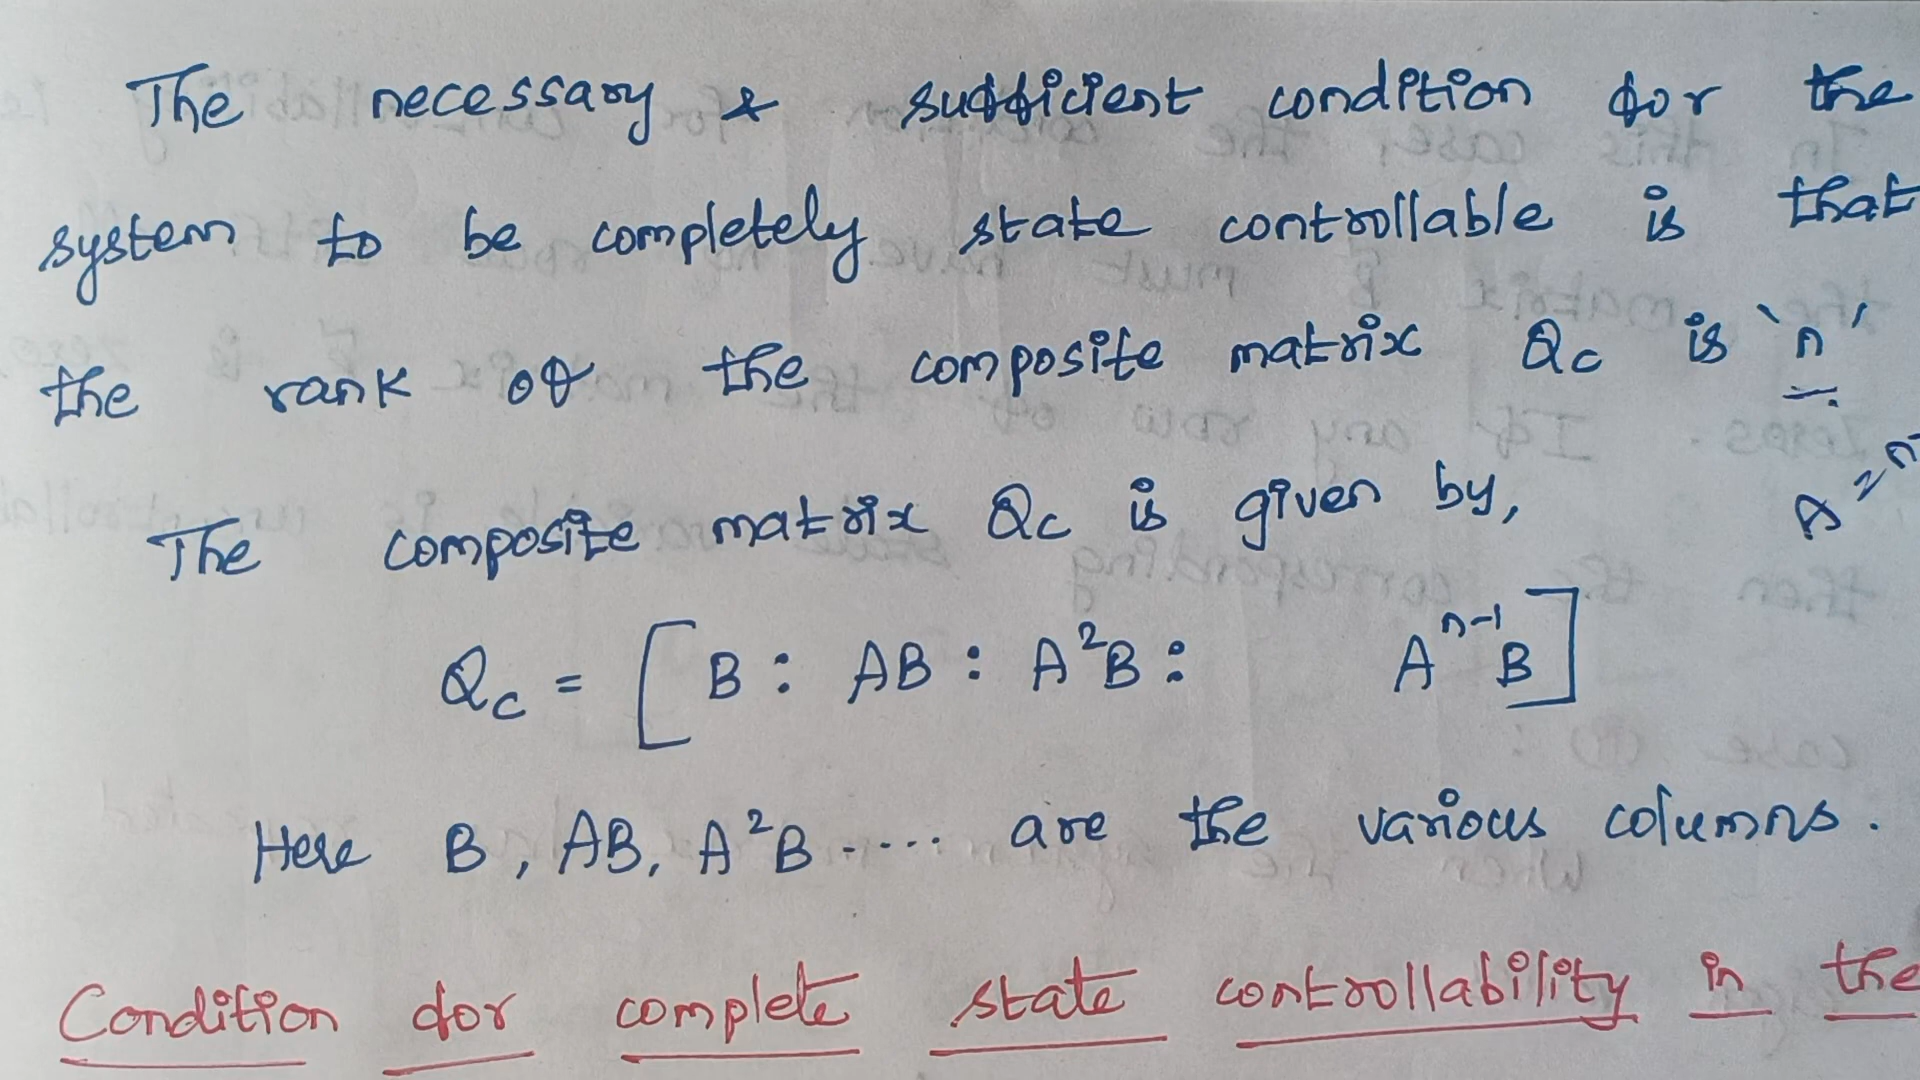 The necessary & sufficient condition for the
system to be completely state controllable is that
the rank of the composite matrix Qc is 'n'
The composite matrix Qc is given by,
Qc = [B : AB : A²B : Aⁿ⁻¹B]
Here B, AB, A²B ..... are the various columns.
Condition for complete state controllability in the